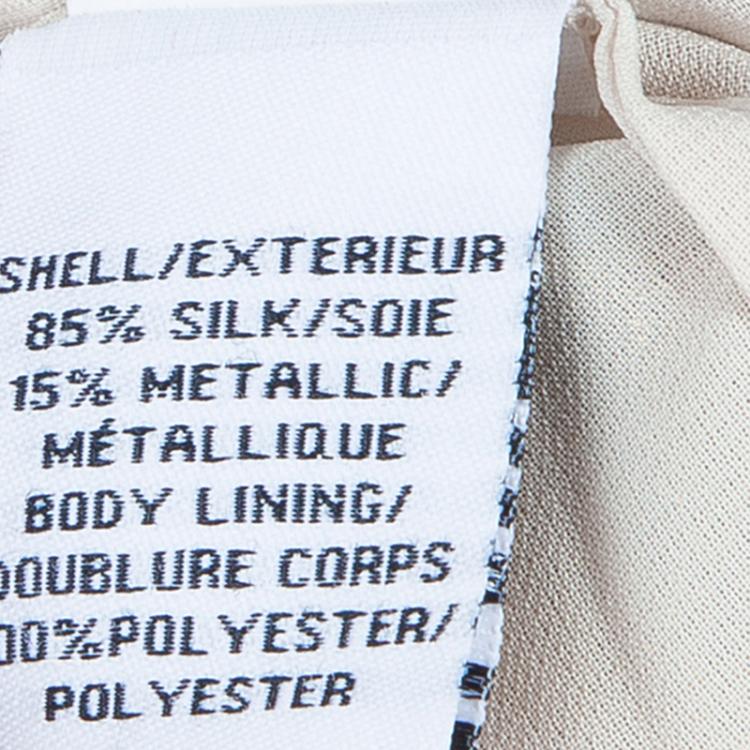 SHELL/EXTERIEUR
85% SILK/SOIE
15% METALLIC/
MÉTALLIQUE
BODY LINING/
DOUBLURE CORPS
00%POLYESTER/
POLYESTER